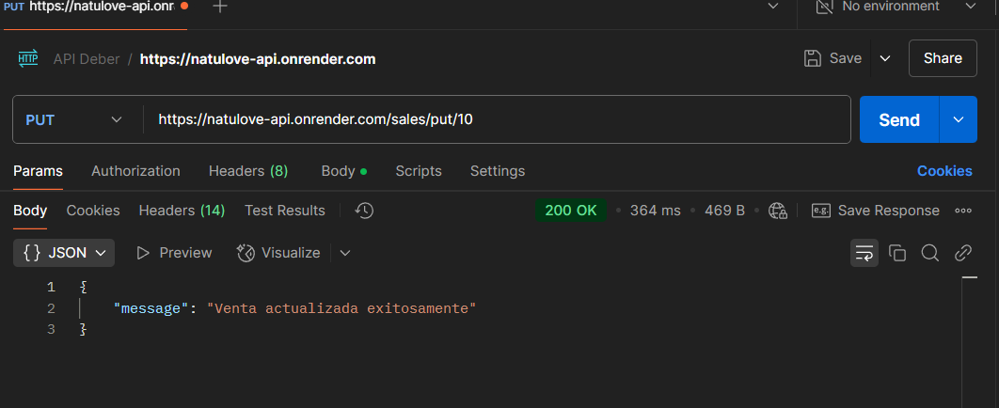 PUT https://natulove-api.onr No environment
HTTP API Deber / https://natulove-api.onrender.com Save Share
PUT https://natulove-api.onrender.com/sales/put/10 Send
Params Authorization Headers (8) Body Scripts Settings Cookies
Body Cookies Headers (14) Test Results 200 OK 364 ms 469 B e.g. Save Response
{} JSON Preview Visualize
1 {
2 "message": "Venta actualizada exitosamente"
3 }